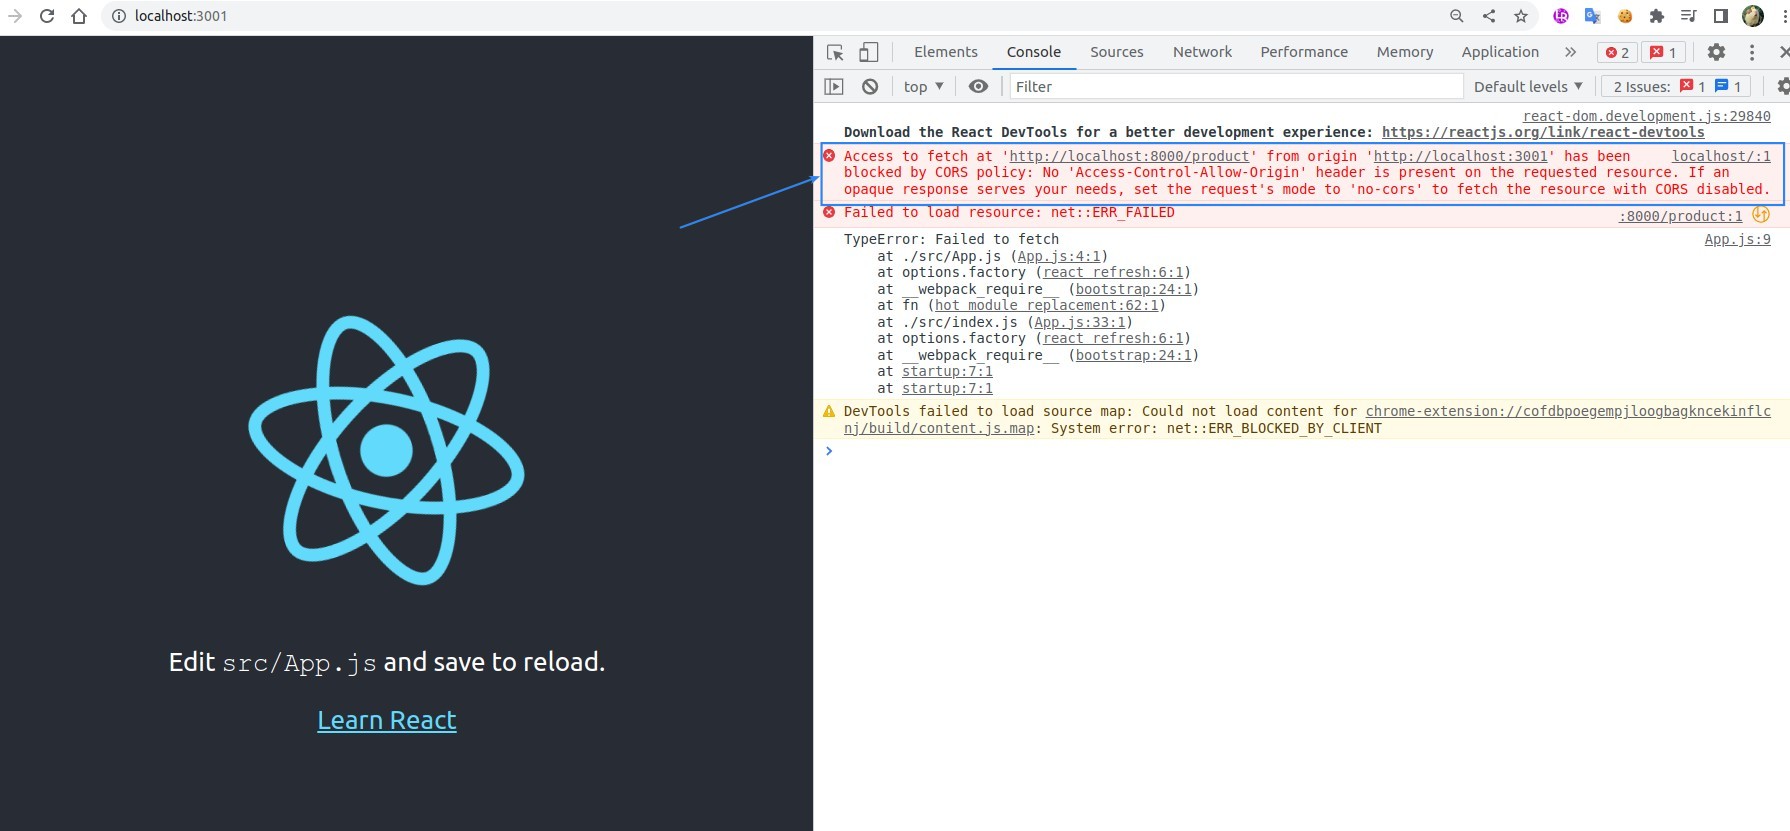 localhost:3001
Elements Console Sources Network Performance Memory Application » 2 1
top ▼ Filter Default levels ▼ 2 Issues: 1 1
react-dom.development.js:29840
Download the React DevTools for a better development experience: https://reactjs.org/link/react-devtools
Access to fetch at 'http://localhost:8000/product' from origin 'http://localhost:3001' has been localhost/:1
blocked by CORS policy: No 'Access-Control-Allow-Origin' header is present on the requested resource. If an
opaque response serves your needs, set the request's mode to 'no-cors' to fetch the resource with CORS disabled.
Failed to load resource: net::ERR_FAILED :8000/product:1
TypeError: Failed to fetch App.js:9
at ./src/App.js (App.js:4:1)
at options.factory (react refresh:6:1)
at __webpack_require__ (bootstrap:24:1)
at fn (hot module replacement:62:1)
at ./src/index.js (App.js:33:1)
at options.factory (react refresh:6:1)
at __webpack_require__ (bootstrap:24:1)
at startup:7:1
at startup:7:1
DevTools failed to load source map: Could not load content for chrome-extension://cofdbpoegempjloogbagkncekinflc
nj/build/content.js.map: System error: net::ERR_BLOCKED_BY_CLIENT
Edit src/App.js and save to reload.
Learn React